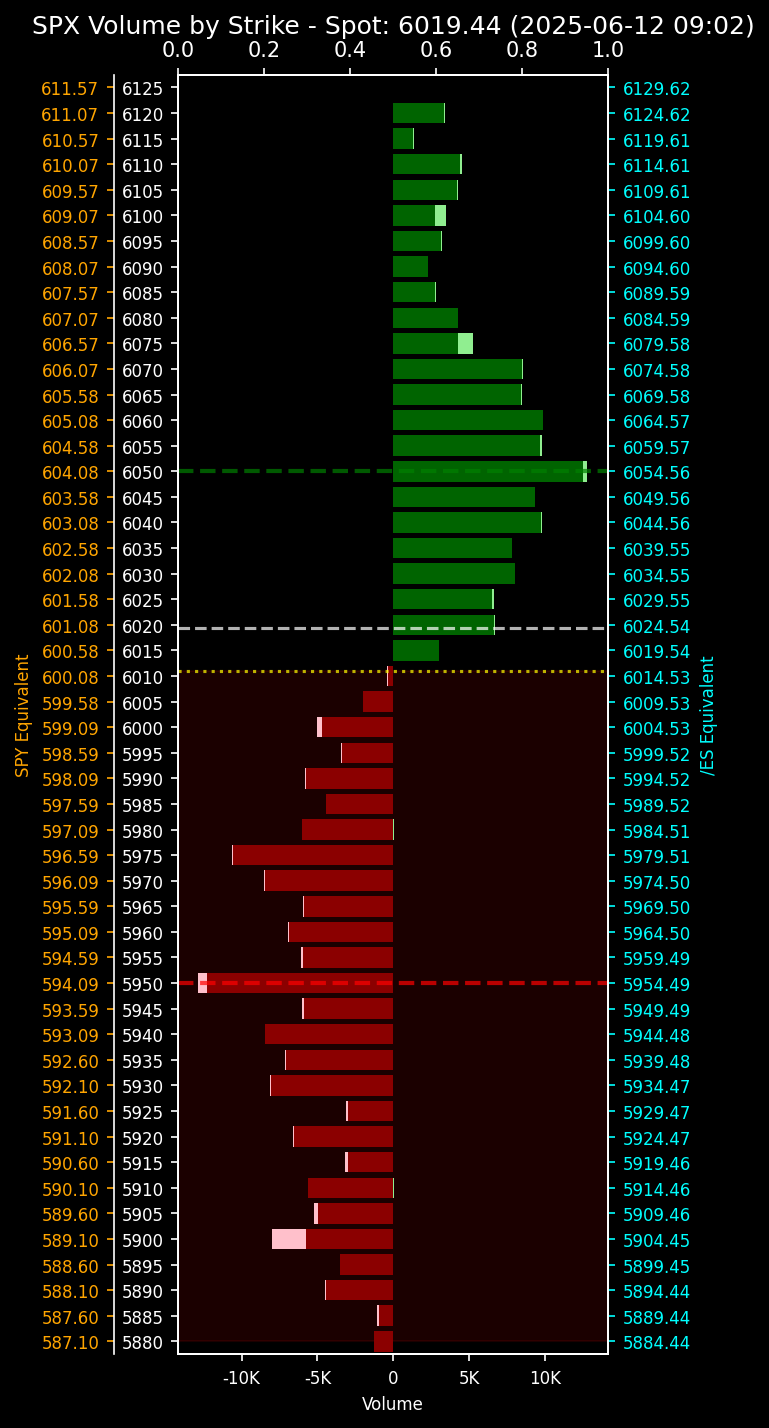 SPX Volume by Strike - Spot: 6019.44 (2025-06-12 09:02)
0.0 0.2 0.4 0.6 0.8 1.0
611.57 6125 6129.62
611.07 6120 6124.62
610.57 6115 6119.61
610.07 6110 6114.61
609.57 6105 6109.61
609.07 6100 6104.60
608.57 6095 6099.60
608.07 6090 6094.60
607.57 6085 6089.59
607.07 6080 6084.59
606.57 6075 6079.58
606.07 6070 6074.58
605.58 6065 6069.58
605.08 6060 6064.57
604.58 6055 6059.57
604.08 6050 6054.56
603.58 6045 6049.56
603.08 6040 6044.56
602.58 6035 6039.55
602.08 6030 6034.55
601.58 6025 6029.55
601.08 6020 6024.54
600.58 6015 6019.54
600.08 6010 6014.53
599.58 6005 6009.53
599.09 6000 6004.53
598.59 5995 5999.52
598.09 5990 5994.52
597.59 5985 5989.52
597.09 5980 5984.51
596.59 5975 5979.51
596.09 5970 5974.50
595.59 5965 5969.50
595.09 5960 5964.50
594.59 5955 5959.49
594.09 5950 5954.49
593.59 5945 5949.49
593.09 5940 5944.48
592.60 5935 5939.48
592.10 5930 5934.47
591.60 5925 5929.47
591.10 5920 5924.47
590.60 5915 5919.46
590.10 5910 5914.46
589.60 5905 5909.46
589.10 5900 5904.45
588.60 5895 5899.45
588.10 5890 5894.44
587.60 5885 5889.44
587.10 5880 5884.44
SPY Equivalent
/ES Equivalent
-10K -5K 0 5K 10K
Volume